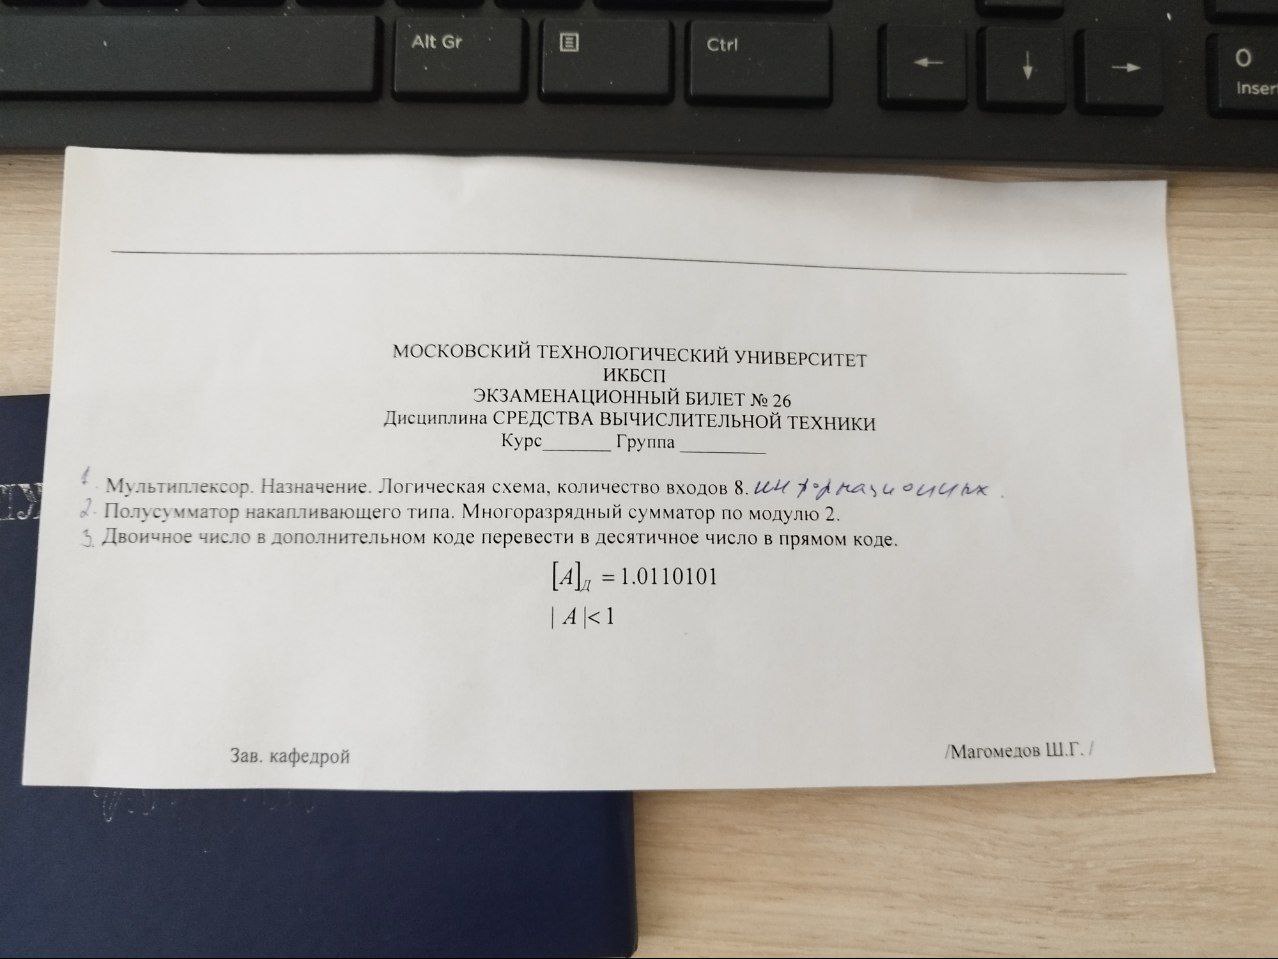 Alt Gr
Ctrl
0
Inser
МОСКОВСКИЙ ТЕХНОЛОГИЧЕСКИЙ УНИВЕРСИТЕТ
ИКБСП
ЭКЗАМЕНАЦИОННЫЙ БИЛЕТ № 26
Дисциплина СРЕДСТВА ВЫЧИСЛИТЕЛЬНОЙ ТЕХНИКИ
Курс_______ Группа _________
1. Мультиплексор. Назначение. Логическая схема, количество входов 8. информационных.
2. Полусумматор накапливающего типа. Многоразрядный сумматор по модулю 2.
3. Двоичное число в дополнительном коде перевести в десятичное число в прямом коде.
[A]д = 1.0110101
| A |< 1
Зав. кафедрой /Магомедов Ш.Г. /